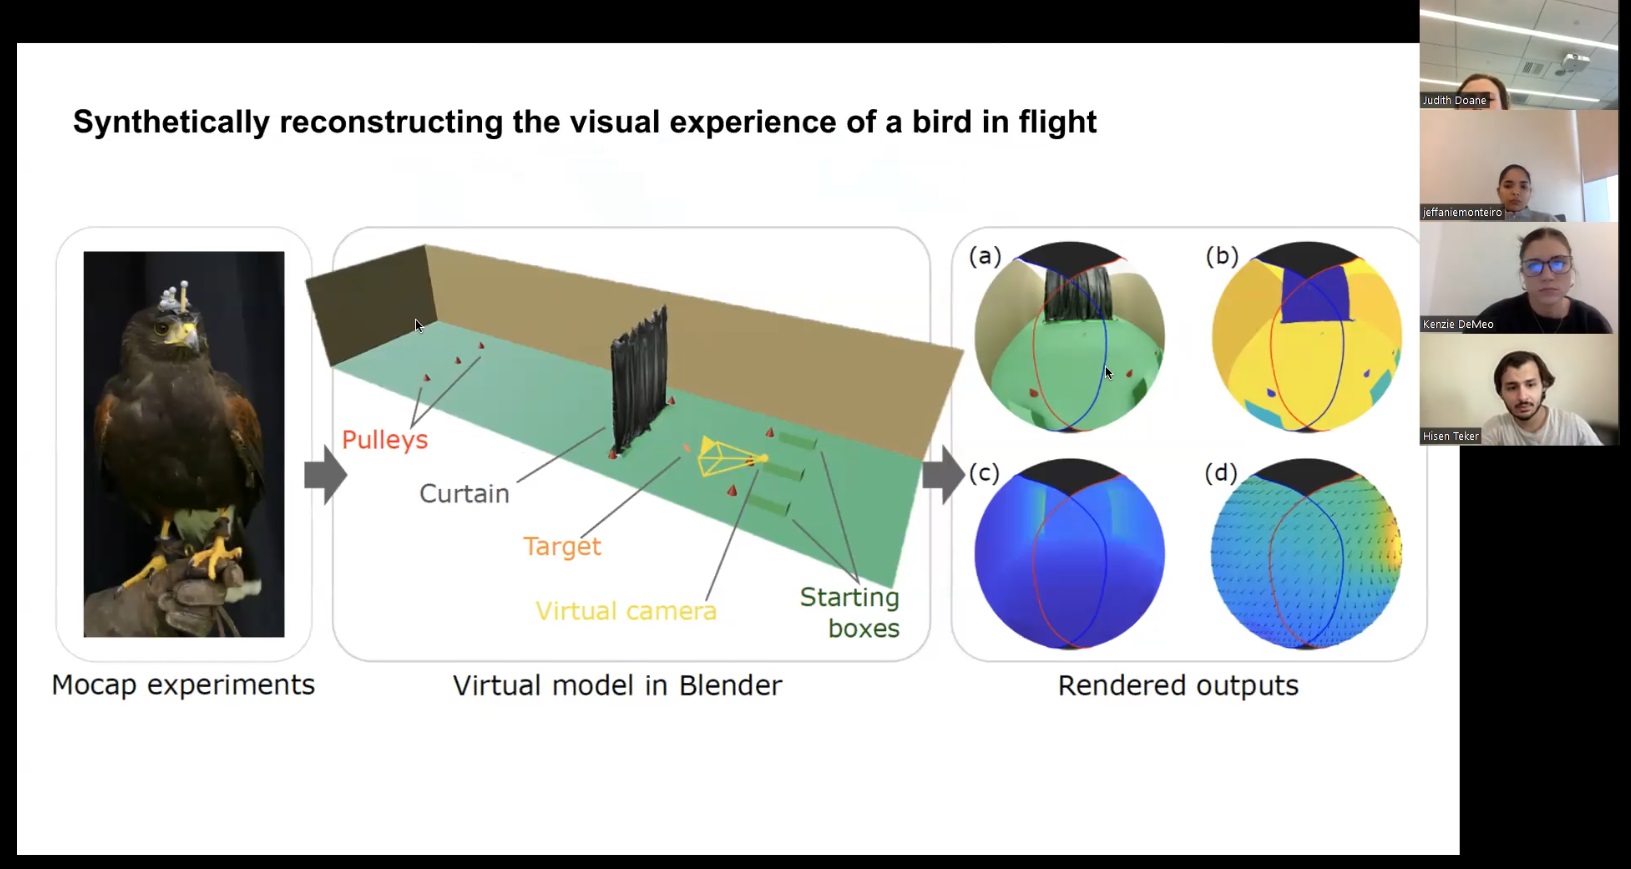 Synthetically reconstructing the visual experience of a bird in flight
Pulleys
Curtain
Target
Virtual camera
Starting
boxes
(a)
(b)
(c)
(d)
Mocap experiments
Virtual model in Blender
Rendered outputs
Judith Doane
jeffaniemonteiro
Kenzie DeMeo
Hisen Teker